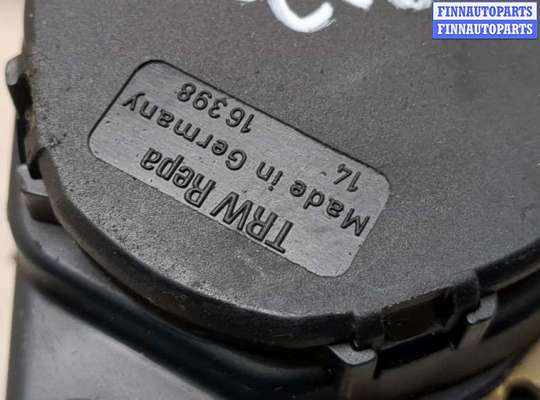 FINNAUTOPARTS
FINNAUTOPARTS
TRW Repa
Made in Germany
14 16398